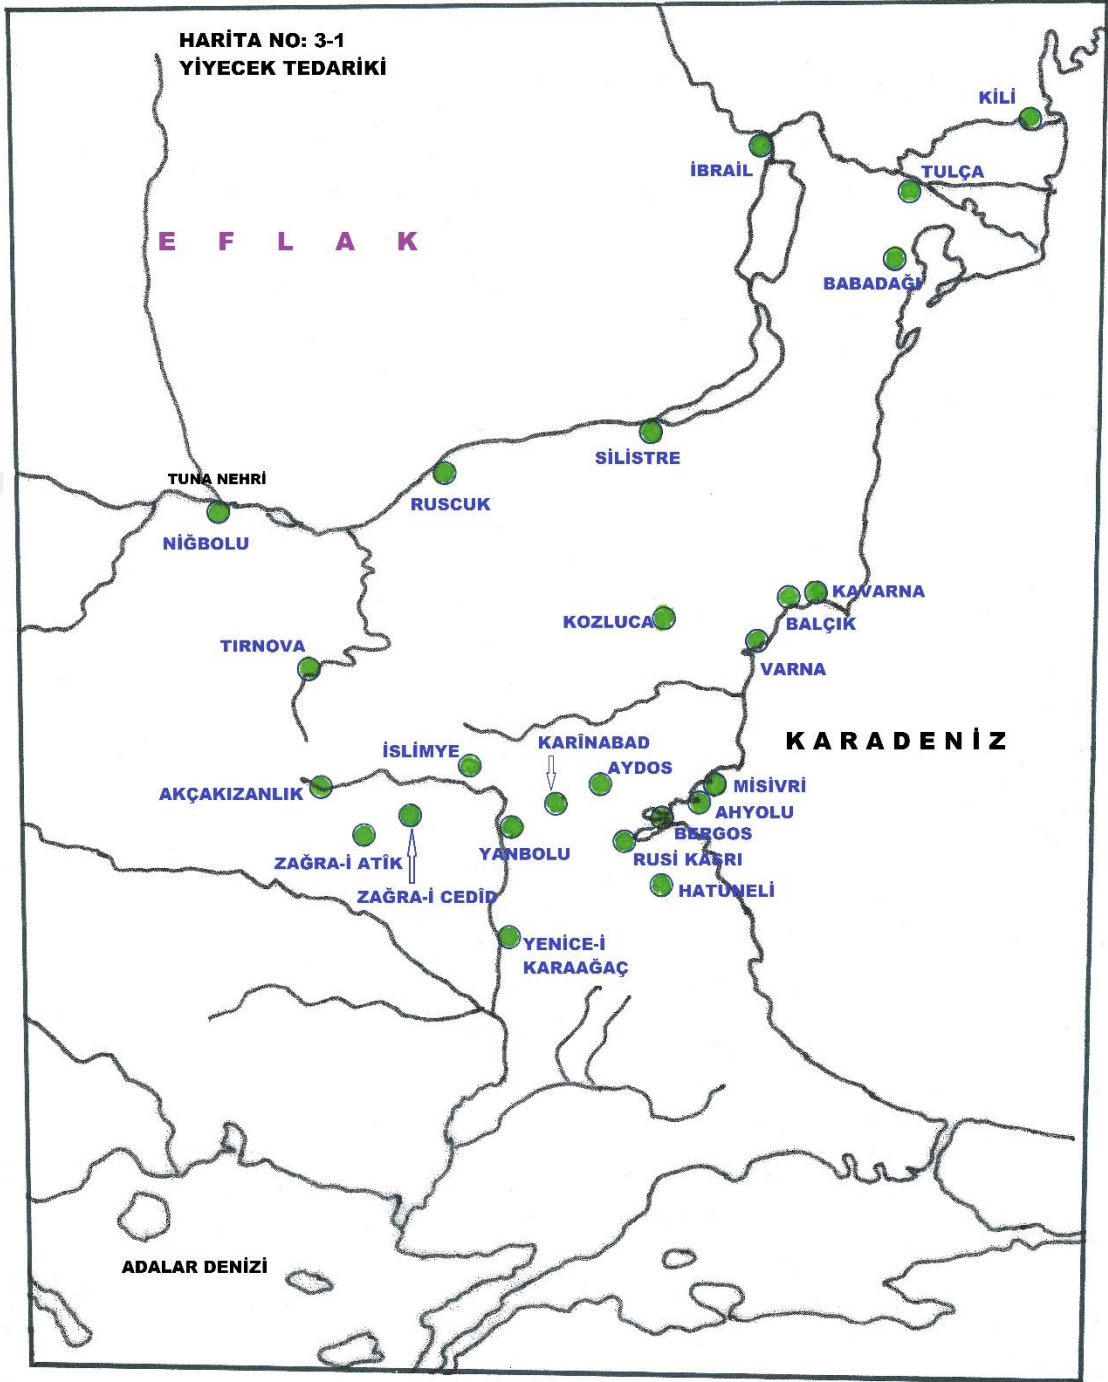 HARİTA NO: 3-1
YİYECEK TEDARİKİ
KİLİ
İBRAİL
TULÇA
E F L A K
BABADAĞI
SİLİSTRE
TUNA NEHRİ
RUSCUK
NİĞBOLU
KAVARNA
KOZLUCA
BALÇIK
TIRNOVA
VARNA
KARADENİZ
KARÎNABAD
İSLİMYE
AYDOS
MİSİVRİ
AKÇAKIZANLIK
AHYOLU
BERGOS
YANBOLU
RUSİ KASRI
ZAĞRA-İ ATÎK
HATUNELİ
ZAĞRA-İ CEDÎD
YENİCE-İ
KARAAĞAÇ
ADALAR DENİZİ